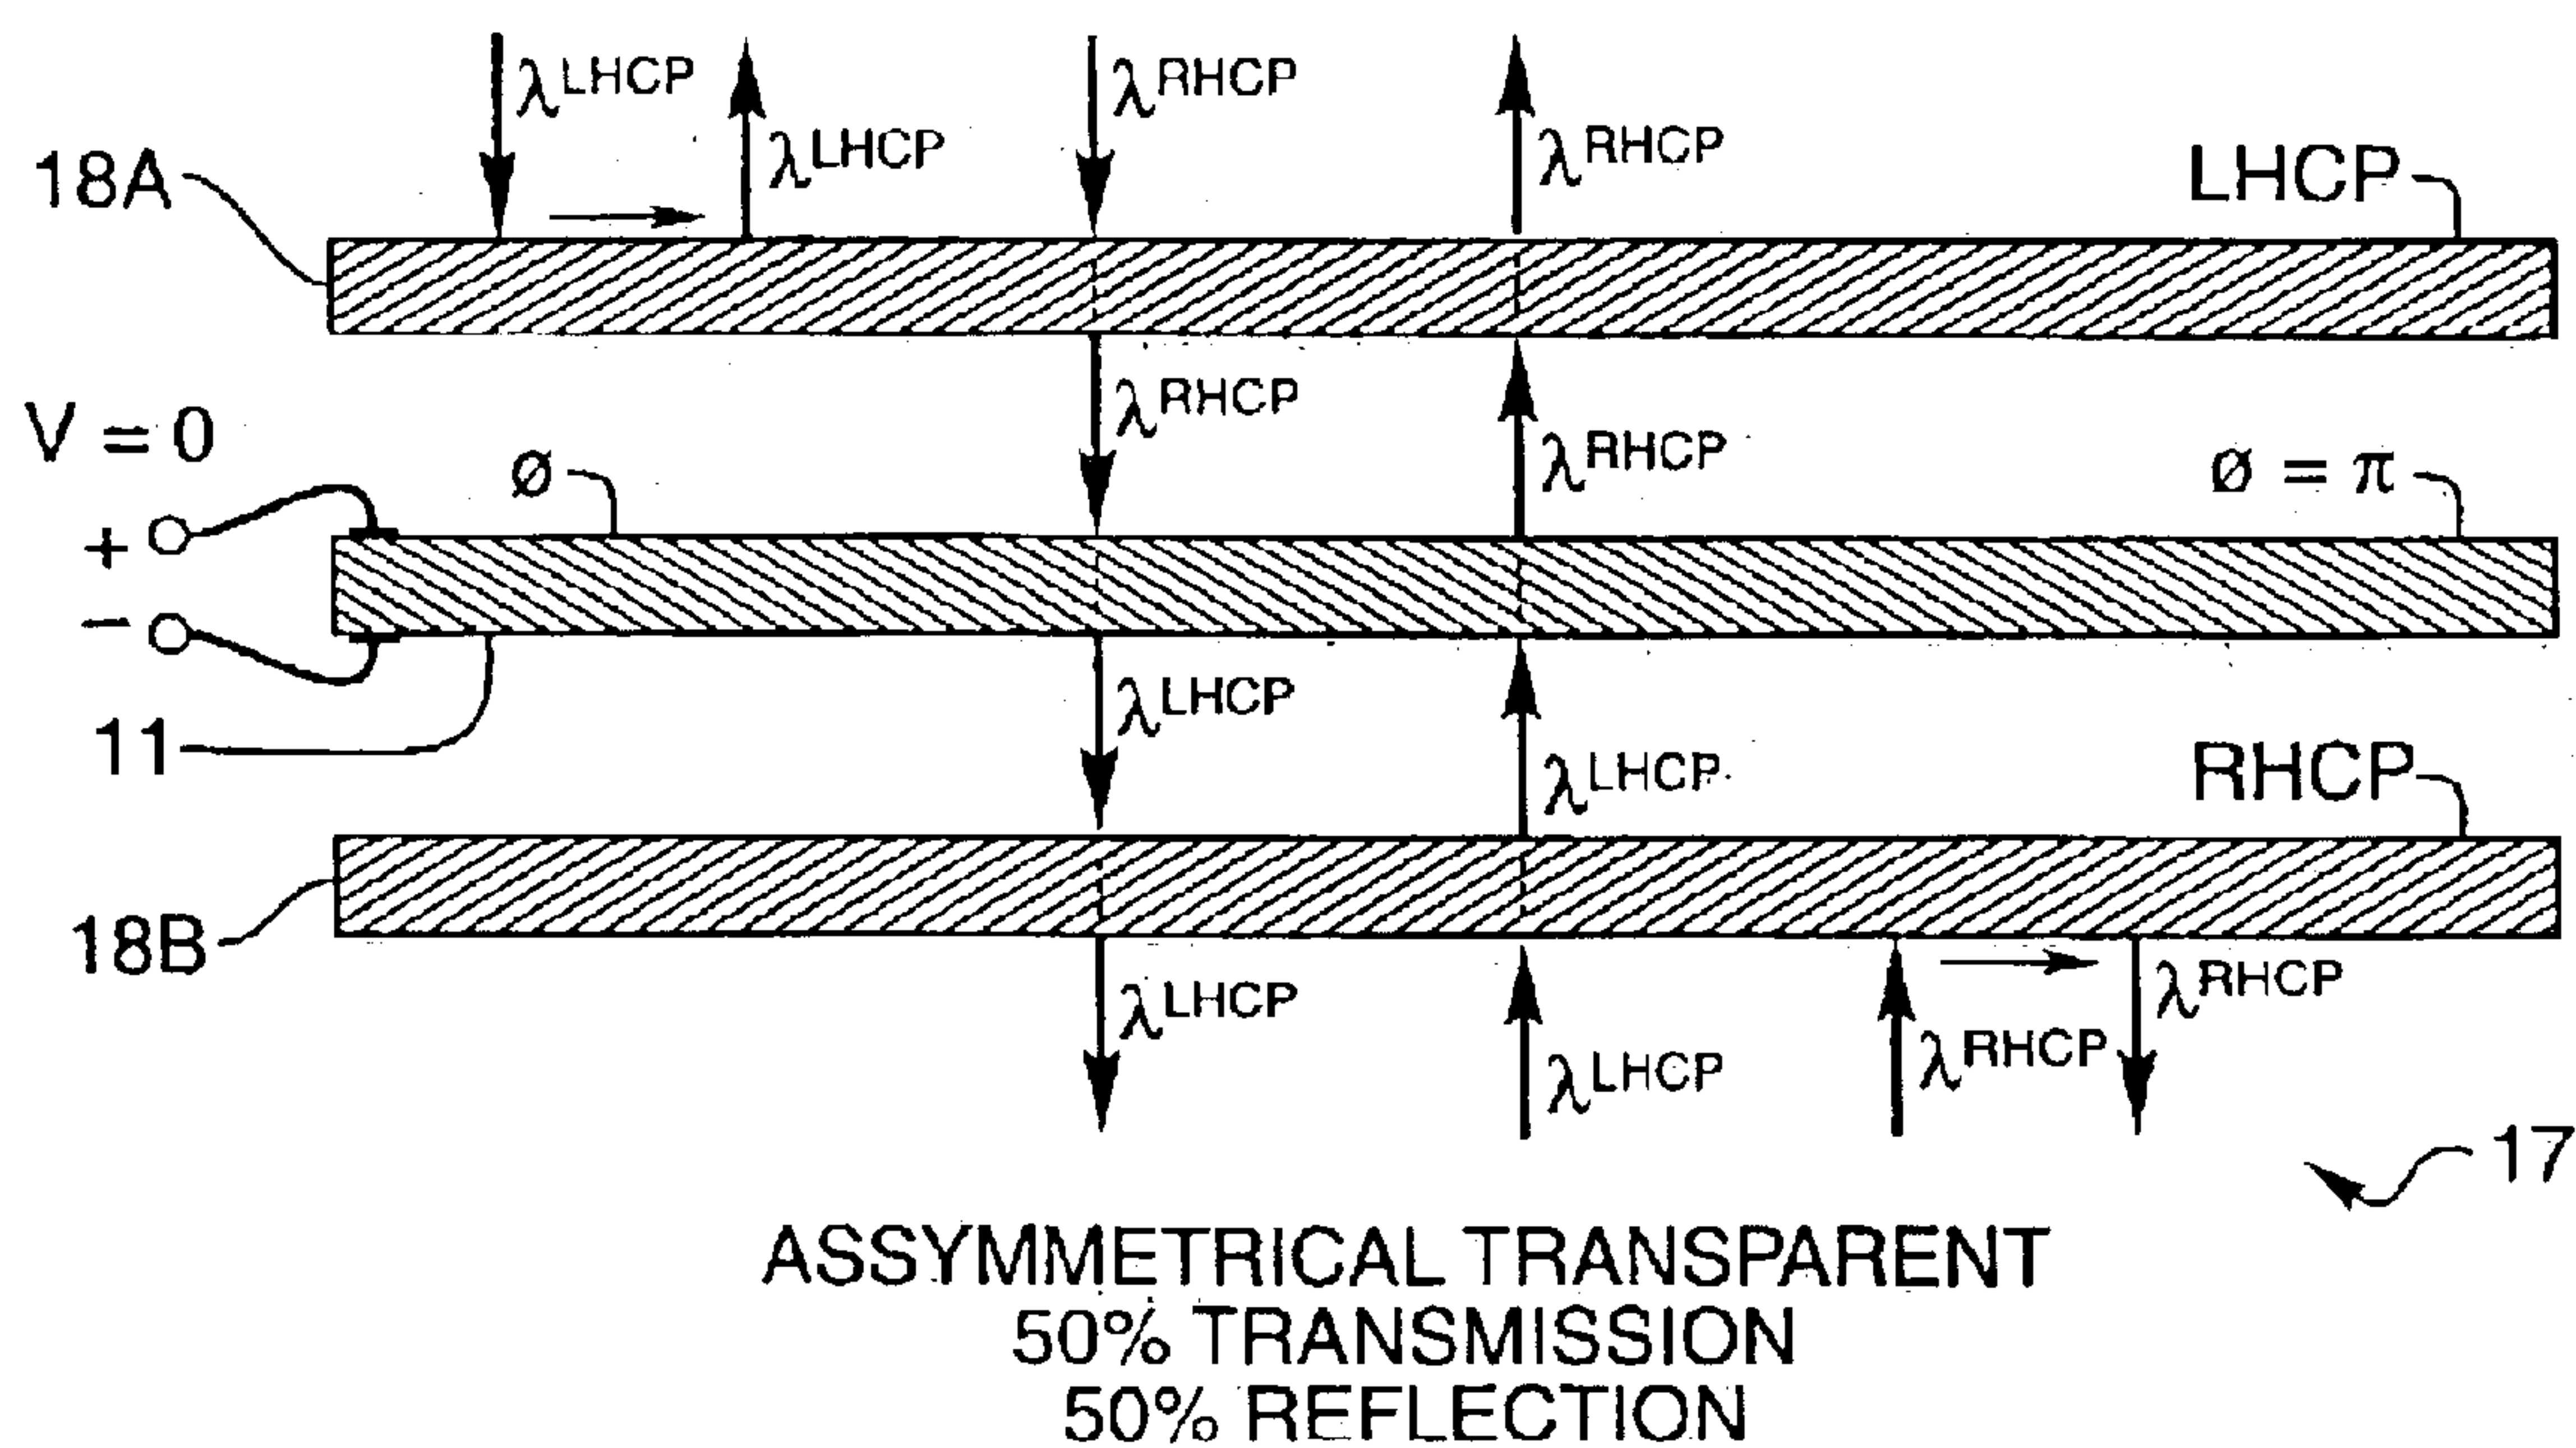 λLHCP
λLHCP
λRHCP
λRHCP
18A
LHCP
λRHCP
λRHCP
V = 0
ø
ø = π
+
−
11
λLHCP
λLHCP
RHCP
18B
λLHCP
λLHCP
λRHCP
λRHCP
17
ASSYMMETRICAL TRANSPARENT
50% TRANSMISSION
50% REFLECTION